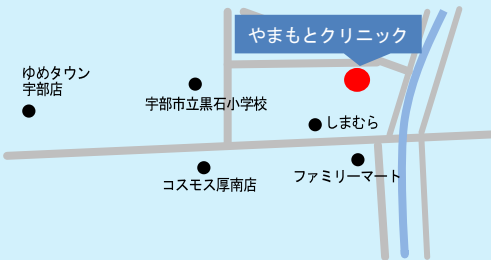 やまもとクリニック
ゆめタウン
宇部店
宇部市立黒石小学校
しまむら
ファミリーマート
コスモス厚南店